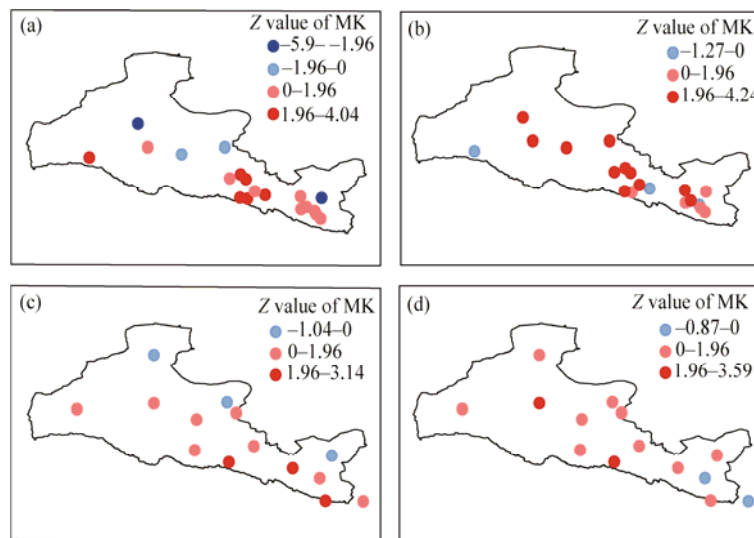 (a)
Z value of MK
–5.9– –1.96
–1.96–0
0–1.96
1.96–4.04
(b)
Z value of MK
–1.27–0
0–1.96
1.96–4.24
(c)
Z value of MK
–1.04–0
0–1.96
1.96–3.14
(d)
Z value of MK
–0.87–0
0–1.96
1.96–3.59